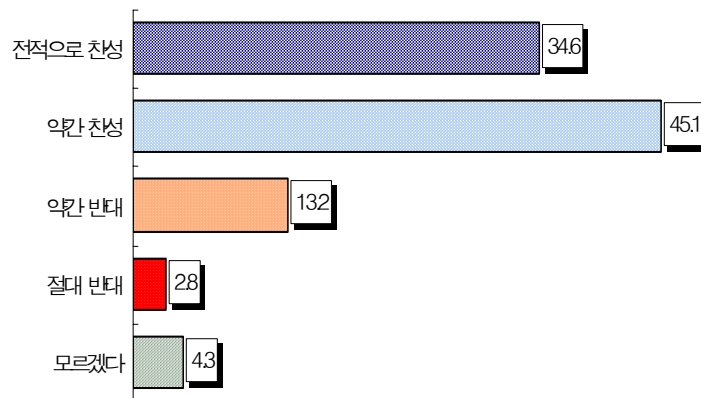 전적으로 찬성 34.6
약간 찬성 45.1
약간 반대 13.2
절대 반대 2.8
모르겠다 4.3